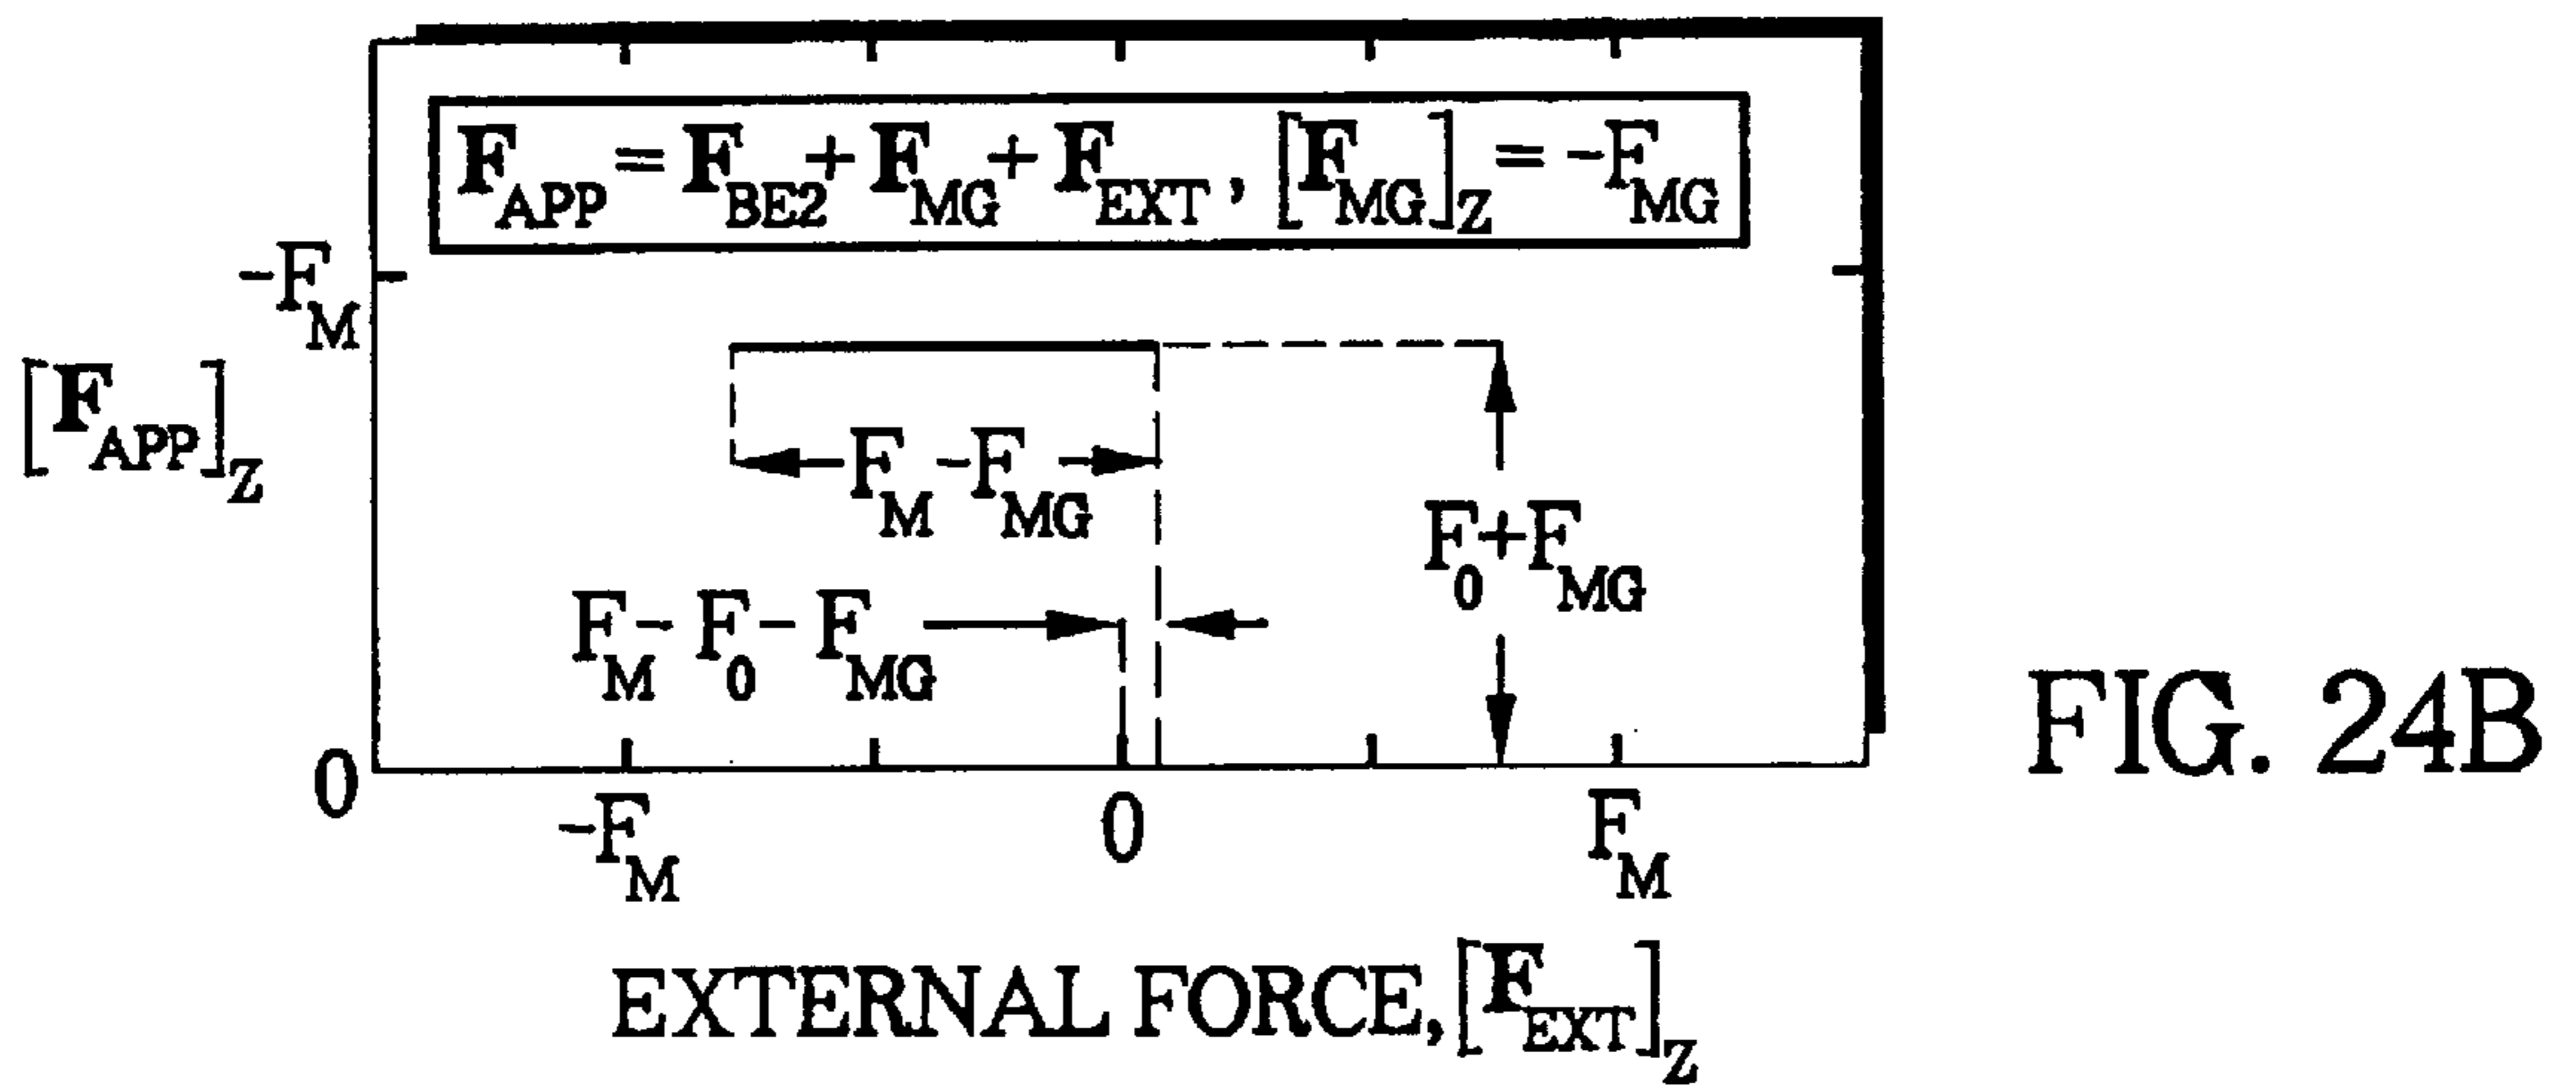 F_APP = F_BE2 + F_MG + F_EXT , [F_MG]_Z = -F_MG
-F_M
[F_APP]_Z
F_M - F_MG
F_0 + F_MG
F_M - F_0 - F_MG
0
-F_M
0
F_M
EXTERNAL FORCE, [F_EXT]_Z
FIG. 24B